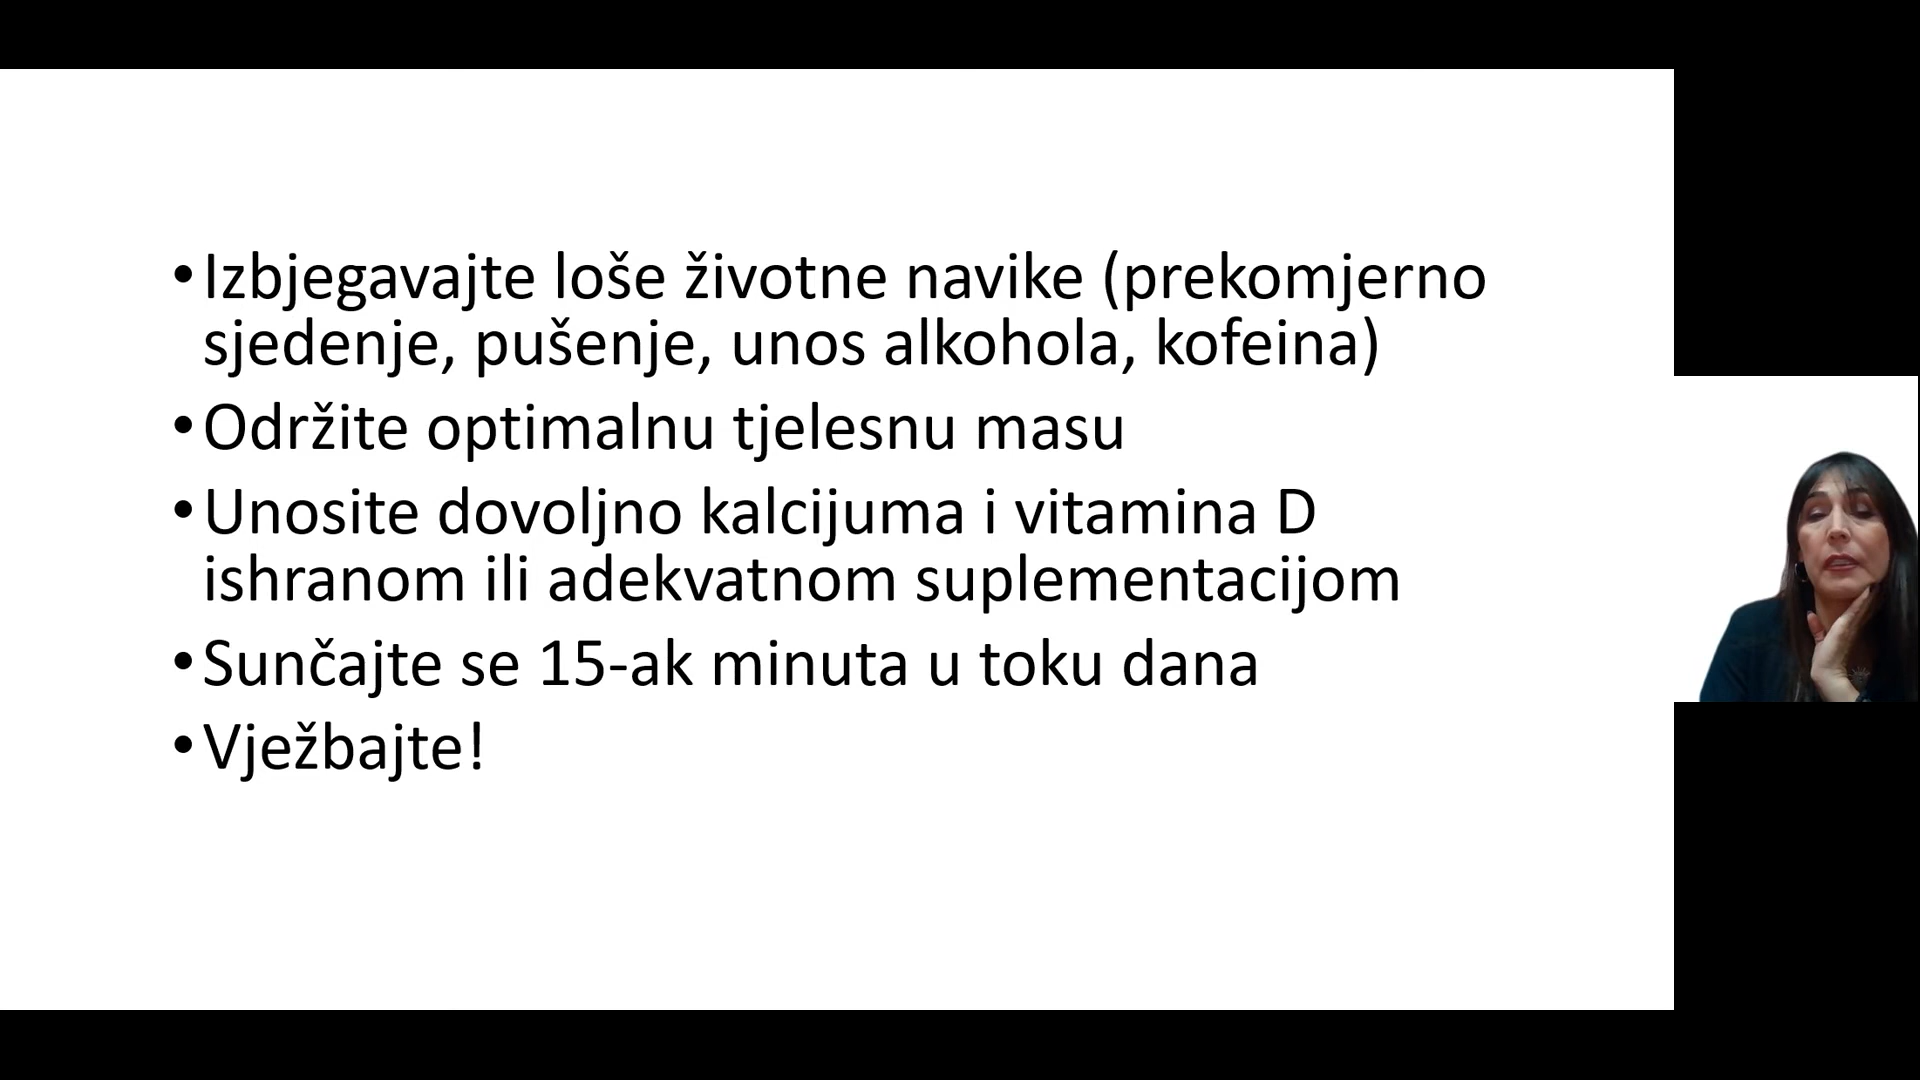 •Izbjegavajte loše životne navike (prekomjerno
sjedenje, pušenje, unos alkohola, kofeina)
•Održite optimalnu tjelesnu masu
•Unosite dovoljno kalcijuma i vitamina D
ishranom ili adekvatnom suplementacijom
•Sunčajte se 15-ak minuta u toku dana
•Vježbajte!